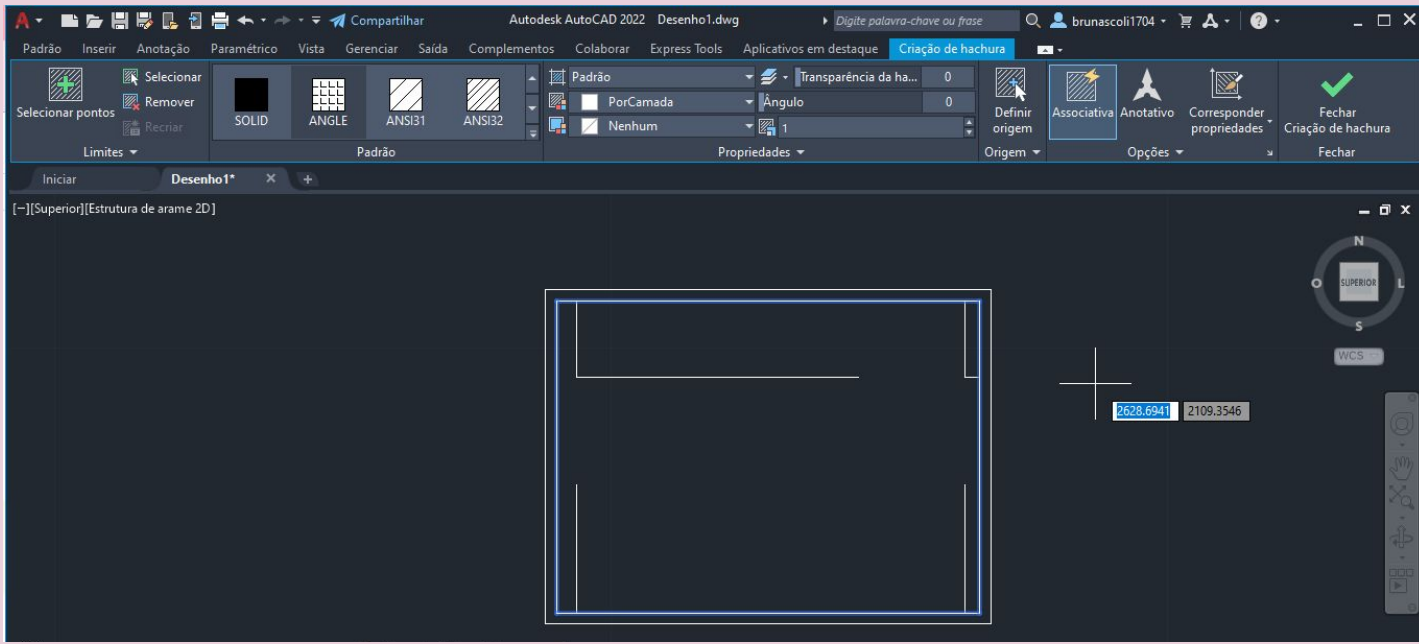 A
Compartilhar
Autodesk AutoCAD 2022 Desenho1.dwg
Digite palavra-chave ou frase
brunascoli1704
Padrão Inserir Anotação Paramétrico Vista Gerenciar Saída Complementos Colaborar Express Tools Aplicativos em destaque Criação de hachura
Selecionar pontos
Selecionar
Remover
Recriar
Limites
SOLID ANGLE ANSI31 ANSI32
Padrão
Padrão
PorCamada
Nenhum
Transparência da ha... 0
Ângulo 0
1
Propriedades
Definir
origem
Origem
Associativa Anotativo
Corresponder
propriedades
Opções
Fechar
Criação de hachura
Fechar
Iniciar Desenho1* × +
[−][Superior][Estrutura de arame 2D]
N
O SUPERIOR L
S
WCS
2628.6941 2109.3546